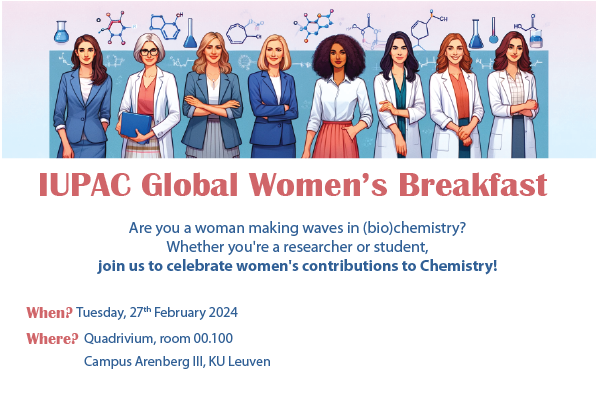 IUPAC Global Women’s Breakfast
Are you a woman making waves in (bio)chemistry?
Whether you're a researcher or student,
join us to celebrate women's contributions to Chemistry!
When? Tuesday, 27th February 2024
Where? Quadrivium, room 00.100
Campus Arenberg III, KU Leuven